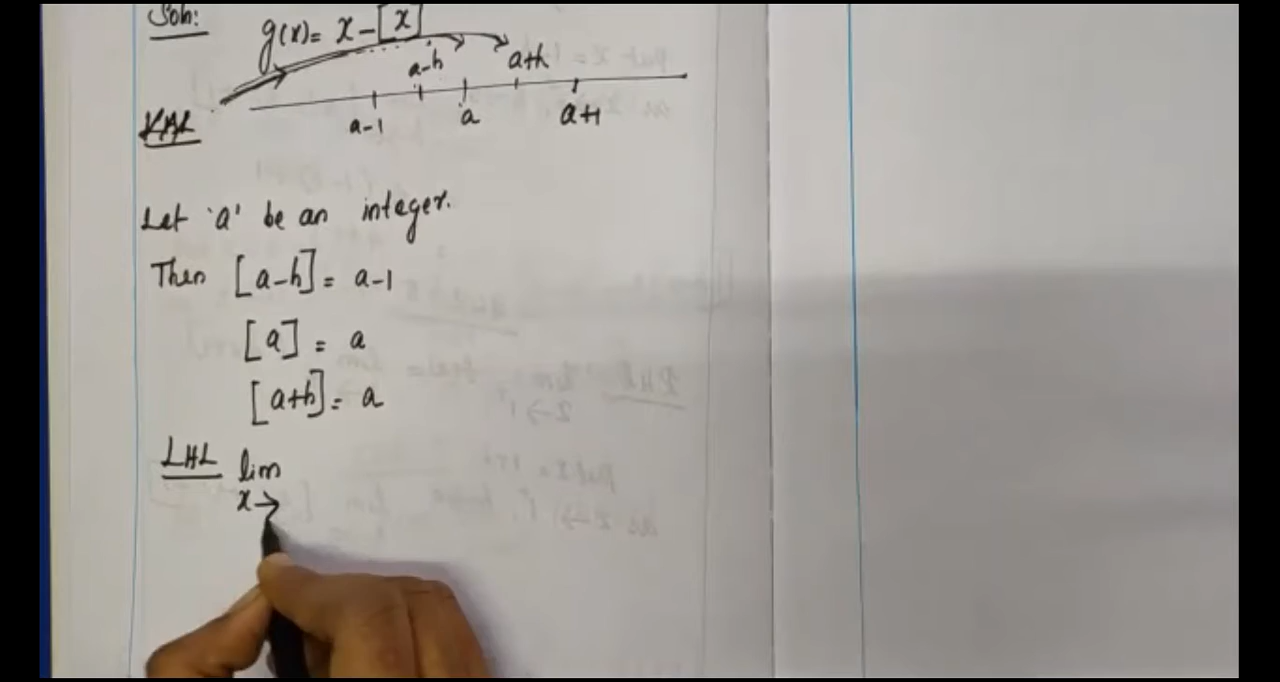 Soln:
g(x) = x - [x]
a-h a+h
a-1 a a+1
Let 'a' be an integer.
Then [a-h] = a-1
[a] = a
[a+h] = a
LHL lim
x→